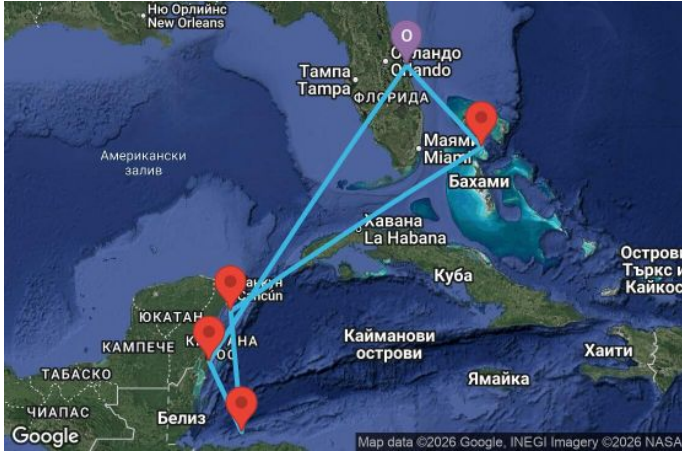 Ню Орлийнс
New Orleans
O
Орландо
Orlando
Тампа
Tampa
ФЛОРИДА
Американски
залив
Маями
Miami
Бахами
Хавана
La Habana
Cancún
Куба
Острови
Търкс и
Кайкос
ЮКАТАН
КАМПЕЧЕ
Кайманови
острови
Хаити
ТАБАСКО
Ямайка
ЧИАПАС
Белиз
Google
Map data ©2026 Google, INEGI Imagery ©2026 NASA